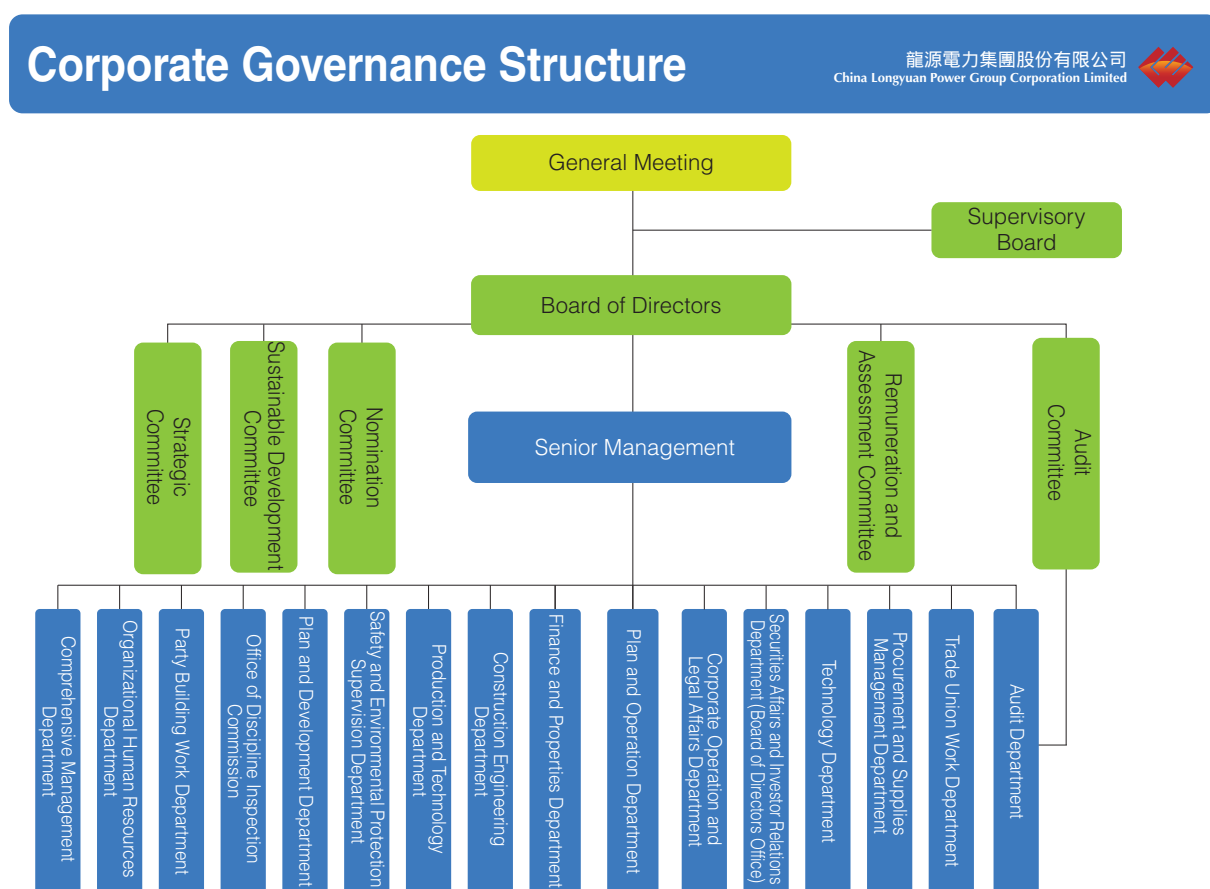 Corporate Governance Structure
龍源電力集團股份有限公司
China Longyuan Power Group Corporation Limited
General Meeting
Supervisory
Board
Board of Directors
Strategic
Committee
Sustainable Development
Committee
Nomination
Committee
Remuneration and
Assessment Committee
Audit
Committee
Senior Management
Comprehensive Management
Department
Organizational Human Resources
Department
Party Building Work Department
Office of Discipline Inspection
Commission
Plan and Development Department
Safety and Environmental Protection
Supervision Department
Production and Technology
Department
Construction Engineering
Department
Finance and Properties Department
Plan and Operation Department
Corporate Operation and
Legal Affairs Department
Securities Affairs and Investor Relations
Department (Board of Directors Office)
Technology Department
Procurement and Supplies
Management Department
Trade Union Work Department
Audit Department